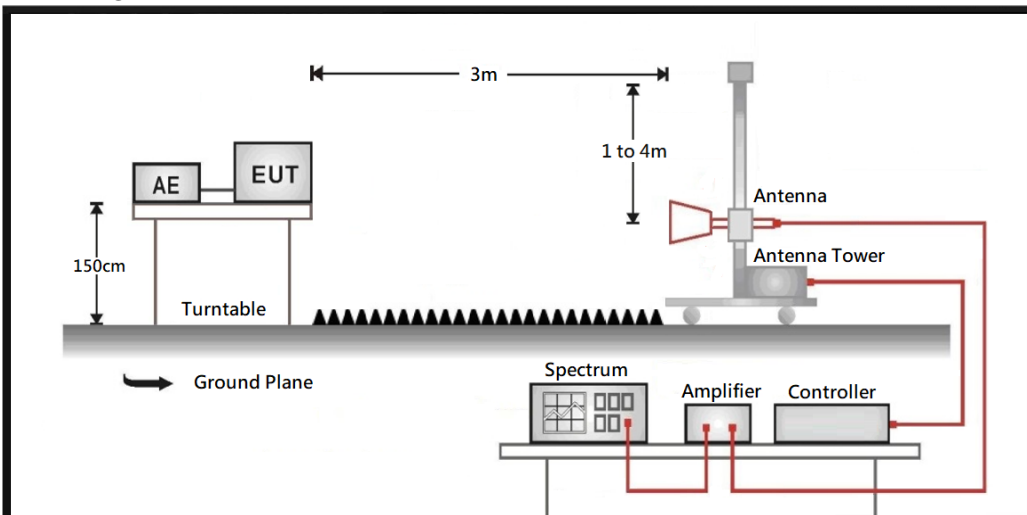 3m
1 to 4m
AE
EUT
Antenna
150cm
Antenna Tower
Turntable
Ground Plane
Spectrum
Amplifier
Controller